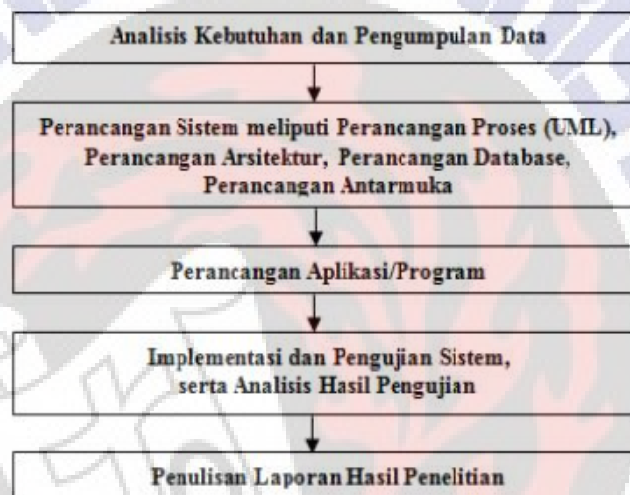 Analisis Kebutuhan dan Pengumpulan Data
Perancangan Sistem meliputi Perancangan Proses (UML),
Perancangan Arsitektur, Perancangan Database,
Perancangan Antarmuka
Perancangan Aplikasi/Program
Implementasi dan Pengujian Sistem,
serta Analisis Hasil Pengujian
Penulisan Laporan Hasil Penelitian